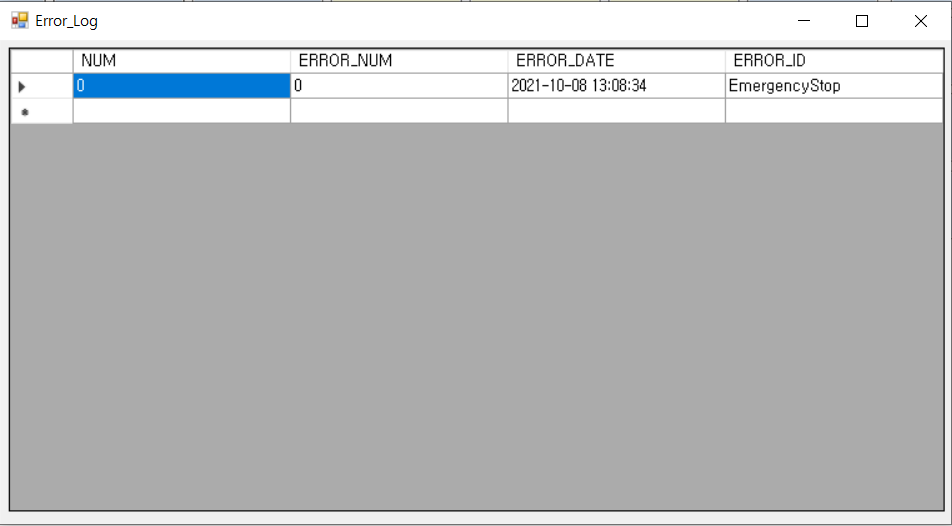 Error_Log
NUM ERROR_NUM ERROR_DATE ERROR_ID
0 0 2021-10-08 13:08:34 EmergencyStop